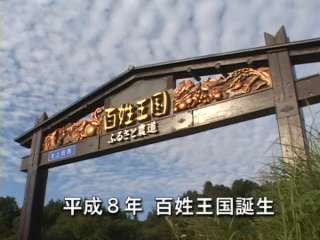 百姓王国
ふるさと農道
平成８年 百姓王国誕生